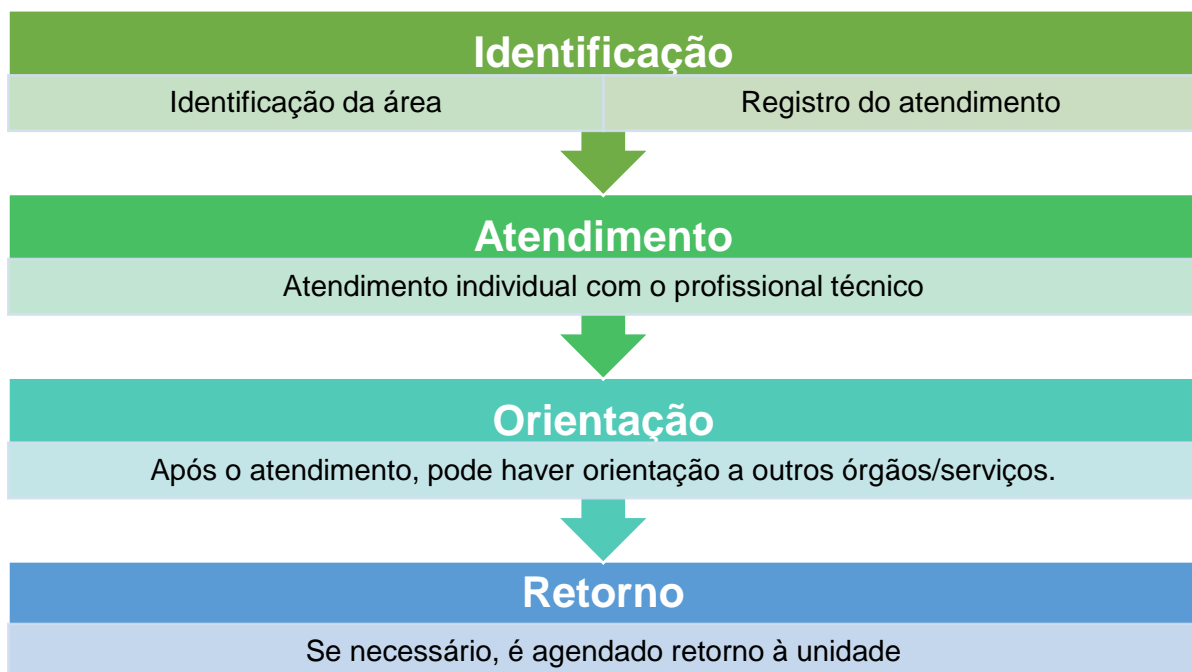 Identificação
Identificação da área
Registro do atendimento
Atendimento
Atendimento individual com o profissional técnico
Orientação
Após o atendimento, pode haver orientação a outros órgãos/serviços.
Retorno
Se necessário, é agendado retorno à unidade